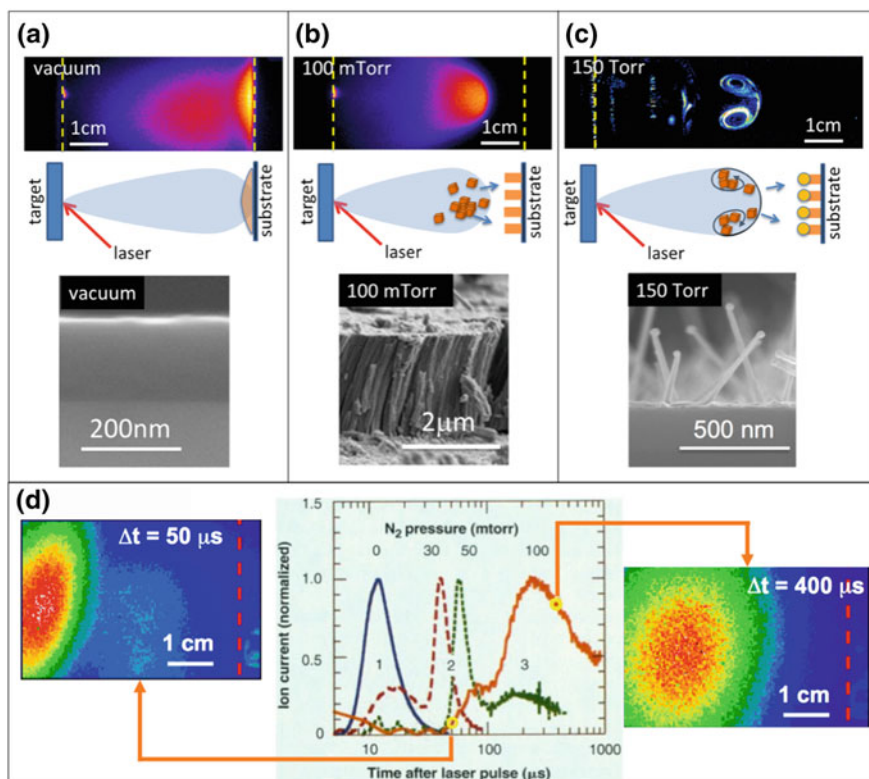 (a)
vacuum
1cm
target
substrate
laser
vacuum
200nm
(b)
100 mTorr
1cm
target
substrate
laser
100 mTorr
2μm
(c)
150 Torr
1cm
target
substrate
laser
150 Torr
500 nm
(d)
Δt = 50 μs
1 cm
N2 pressure (mtorr)
0 30 50 100
Ion current (normalized)
1.5
1.0
0.5
0
1 2 3
10 100 1000
Time after laser pulse (μs)
Δt = 400 μs
1 cm